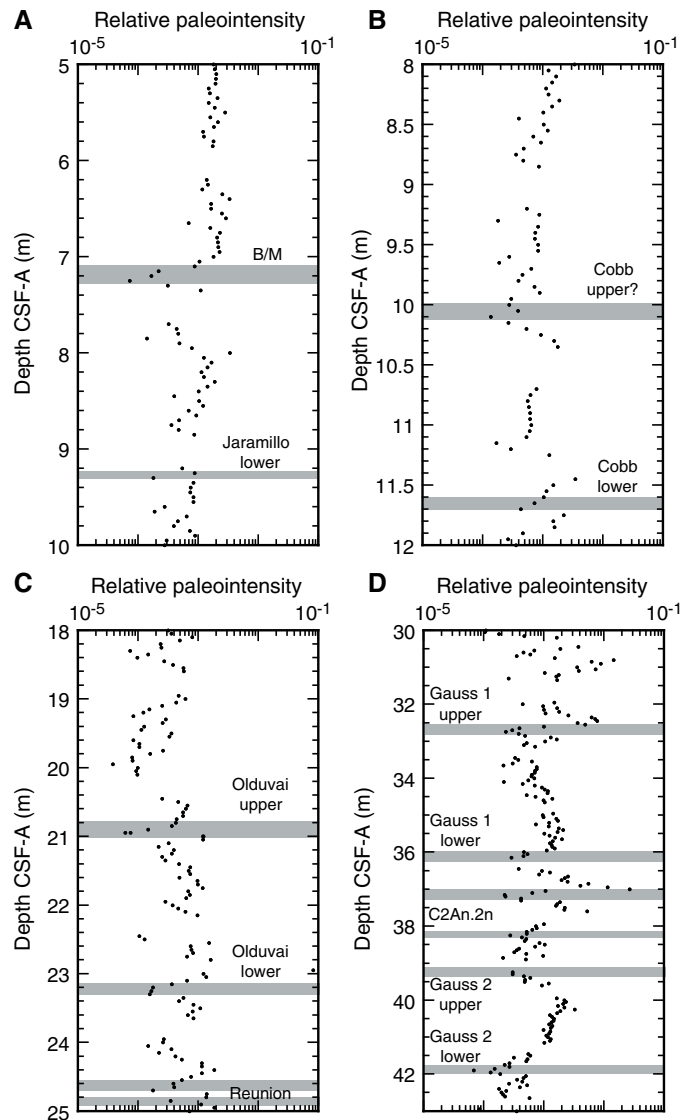 A
Relative paleointensity
10-5
10-1
5
6
7
8
9
10
Depth CSF-A (m)
B/M
Jaramillo
lower
B
Relative paleointensity
10-5
10-1
8
8.5
9
9.5
10
10.5
11
11.5
12
Depth CSF-A (m)
Cobb
upper?
Cobb
lower
C
Relative paleointensity
10-5
10-1
18
19
20
21
22
23
24
25
Depth CSF-A (m)
Olduvai
upper
Olduvai
lower
Reunion
D
Relative paleointensity
10-5
10-1
30
32
34
36
38
40
42
Depth CSF-A (m)
Gauss 1
upper
Gauss 1
lower
C2An.2n
Gauss 2
upper
Gauss 2
lower